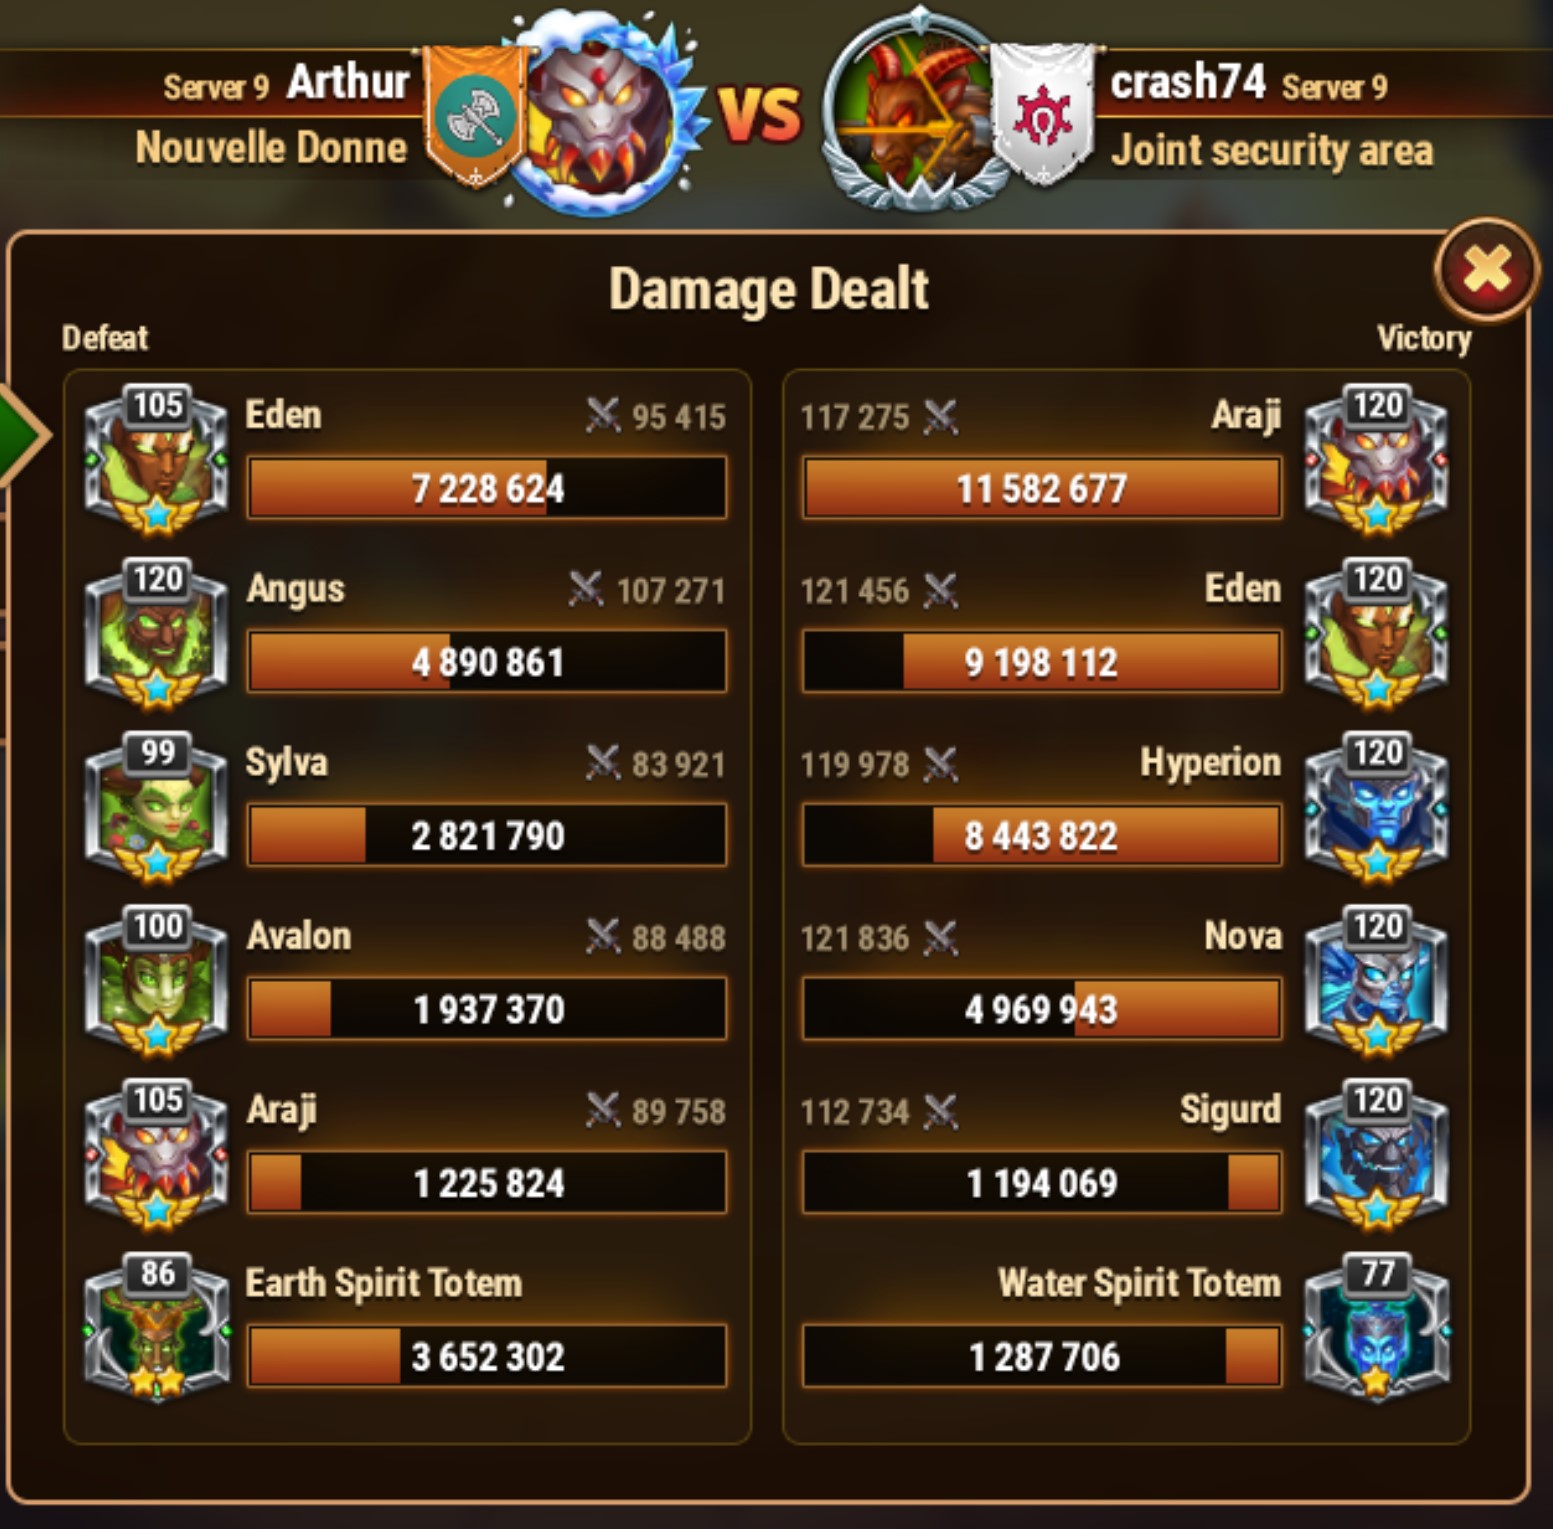 Server 9 Arthur
Nouvelle Donne
VS
crash74 Server 9
Joint security area
Damage Dealt
Defeat
Victory
105 Eden 95 415
7 228 624
120 Angus 107 271
4 890 861
99 Sylva 83 921
2 821 790
100 Avalon 88 488
1 937 370
105 Araji 89 758
1 225 824
86 Earth Spirit Totem
3 652 302
117 275 Araji 120
11 582 677
121 456 Eden 120
9 198 112
119 978 Hyperion 120
8 443 822
121 836 Nova 120
4 969 943
112 734 Sigurd 120
1 194 069
Water Spirit Totem 77
1 287 706